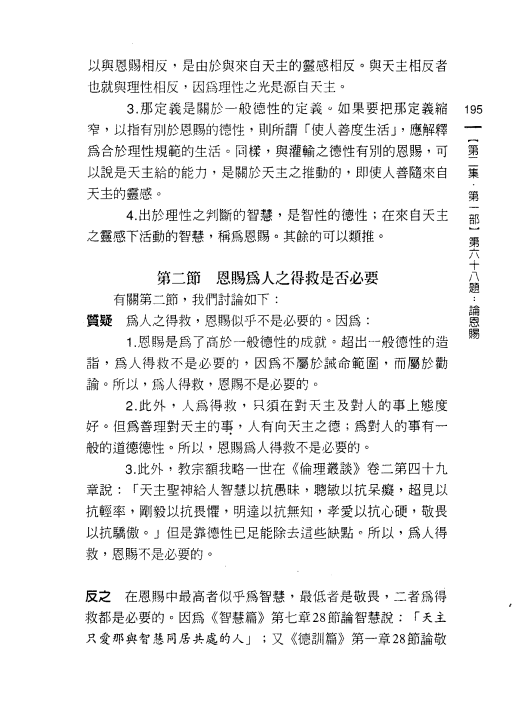 以與恩賜相反，是由於與來自天主的靈感相反。與天主相反者
也就與理性相反，因爲理性之光是源自天主。
3.那定義是關於一般德性的定義。如果要把那定義縮
窄，以指有別於恩賜的德性，則所謂「使人善度生活」，應解釋
爲合於理性規範的生活。同樣，與灌輸之德性有別的恩賜，可
以說是天主給的能力，是關於天主之推動的，即使人善隨來自
天主的靈感。
4.出於理性之判斷的智慧，是智性的德性；在來自天主
之靈感下活動的智慧，稱爲恩賜。其餘的可以類推。
第二節　恩賜爲人之得救是否必要
有關第二節，我們討論如下：
質疑　爲人之得救，恩賜似乎不是必要的。因爲：
1.恩賜是爲了高於一般德性的成就。超出一般德性的造
詣，爲人得救不是必要的，因爲不屬於誡命範圍，而屬於勸
諭。所以，爲人得救，恩賜不是必要的。
2.此外，人爲得救，只須在對天主及對人的事上態度
好。但爲善理對天主的事，人有向天主之德；爲對人的事有一
般的道德德性。所以，恩賜爲人得救不是必要的。
3.此外，教宗額我略一世在《倫理叢談》卷二第四十九
章說：「天主聖神給人智慧以抗愚昧，聰敏以抗呆癡，超見以
抗輕率，剛毅以抗畏懼，明達以抗無知，孝愛以抗心硬，敬畏
以抗驕傲。」但是靠德性已足能除去這些缺點。所以，爲人得
救，恩賜不是必要的。
反之　在恩賜中最高者似乎爲智慧，最低者是敬畏，二者爲得
救都是必要的。因爲《智慧篇》第七章28節論智慧說：「天主
只愛那與智慧同居共處的人」；又《德訓篇》第一章28節論敬
195
【第二集．第一部】第六十八題：論恩賜